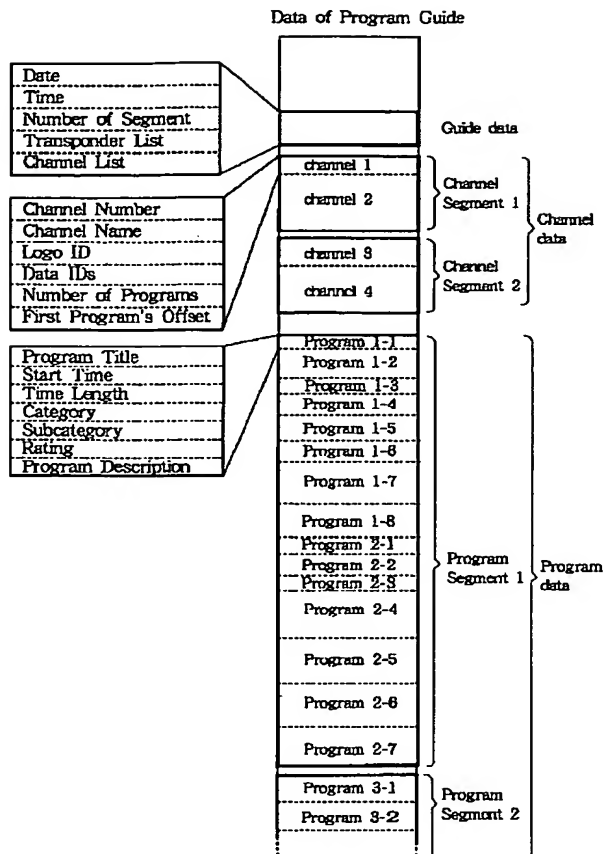 Data of Program Guide
Date
Time
Number of Segment
Transponder List
Channel List
Guide data
channel 1
channel 2
Channel
Segment 1
Channel
data
Channel Number
Channel Name
Logo ID
Data IDs
Number of Programs
First Program's Offset
channel 3
channel 4
Channel
Segment 2
Program Title
Start Time
Time Length
Category
Subcategory
Rating
Program Description
Program 1-1
Program 1-2
Program 1-3
Program 1-4
Program 1-5
Program 1-6
Program 1-7
Program 1-8
Program 2-1
Program 2-2
Program 2-3
Program 2-4
Program 2-5
Program 2-6
Program 2-7
Program
Segment 1
Program
data
Program 3-1
Program 3-2
Program
Segment 2